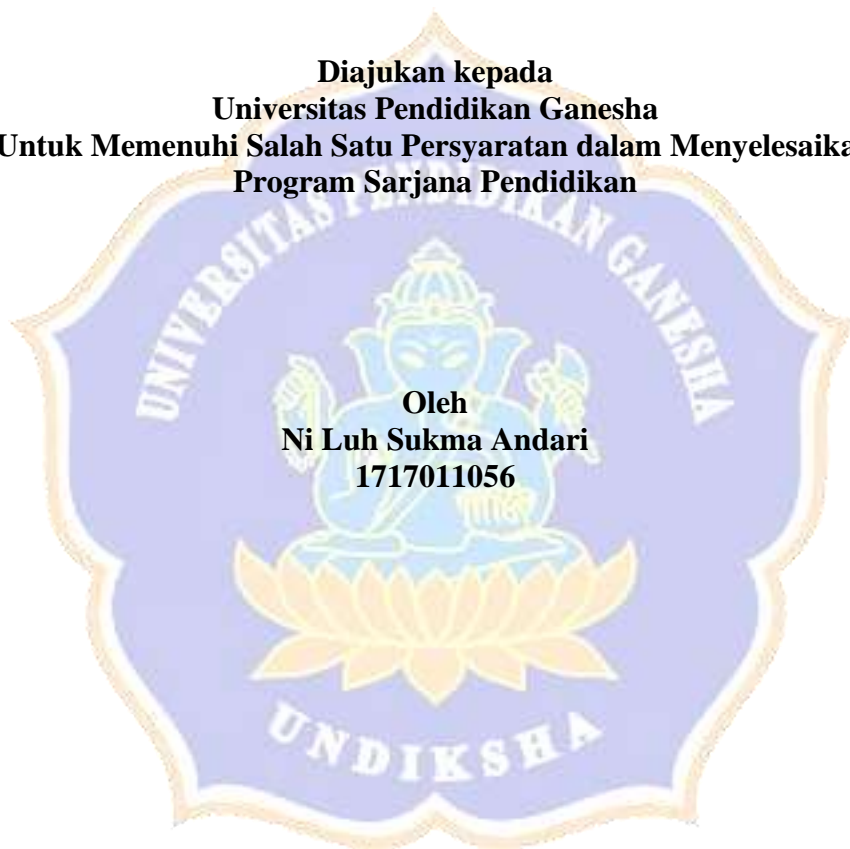 Diajukan kepada
Universitas Pendidikan Ganesha
Untuk Memenuhi Salah Satu Persyaratan dalam Menyelesaika
Program Sarjana Pendidikan
UNIVERSITAS PENDIDIKAN GANESHA
Oleh
Ni Luh Sukma Andari
1717011056
UNDIKSHA